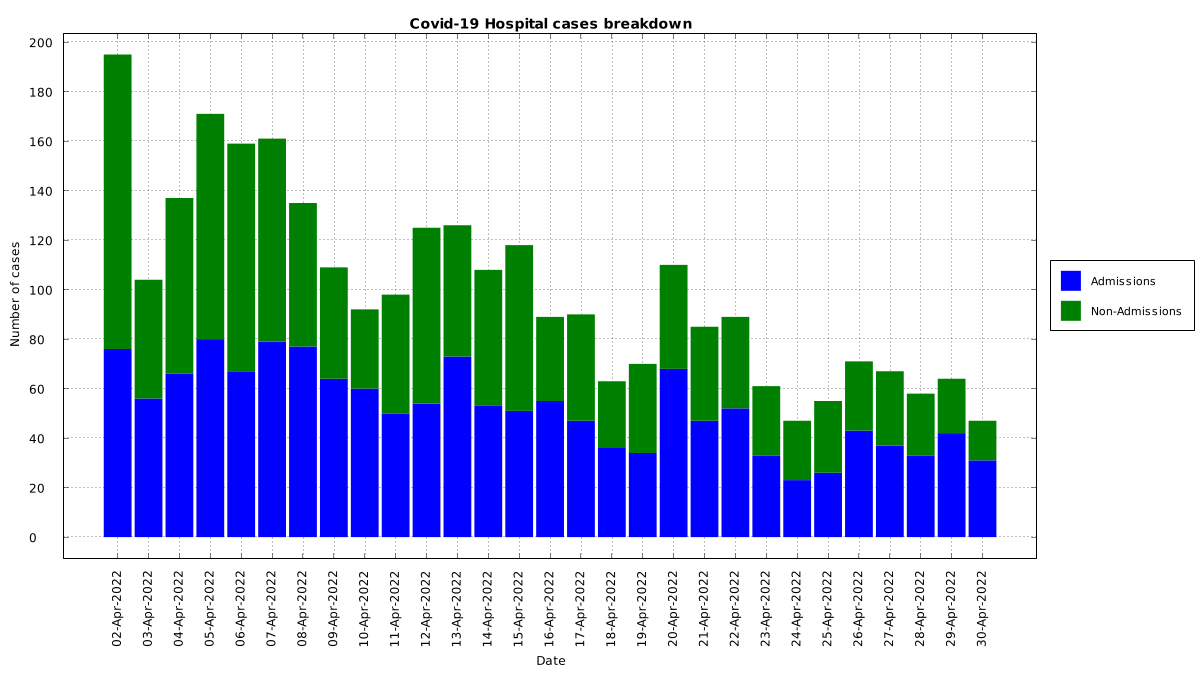 Covid-19 Hospital cases breakdown
200
180
160
140
120
100
80
60
40
20
0
Number of cases
02-Apr-2022
03-Apr-2022
04-Apr-2022
05-Apr-2022
06-Apr-2022
07-Apr-2022
08-Apr-2022
09-Apr-2022
10-Apr-2022
11-Apr-2022
12-Apr-2022
13-Apr-2022
14-Apr-2022
15-Apr-2022
16-Apr-2022
17-Apr-2022
18-Apr-2022
19-Apr-2022
20-Apr-2022
21-Apr-2022
22-Apr-2022
23-Apr-2022
24-Apr-2022
25-Apr-2022
26-Apr-2022
27-Apr-2022
28-Apr-2022
29-Apr-2022
30-Apr-2022
Date
Admissions
Non-Admissions